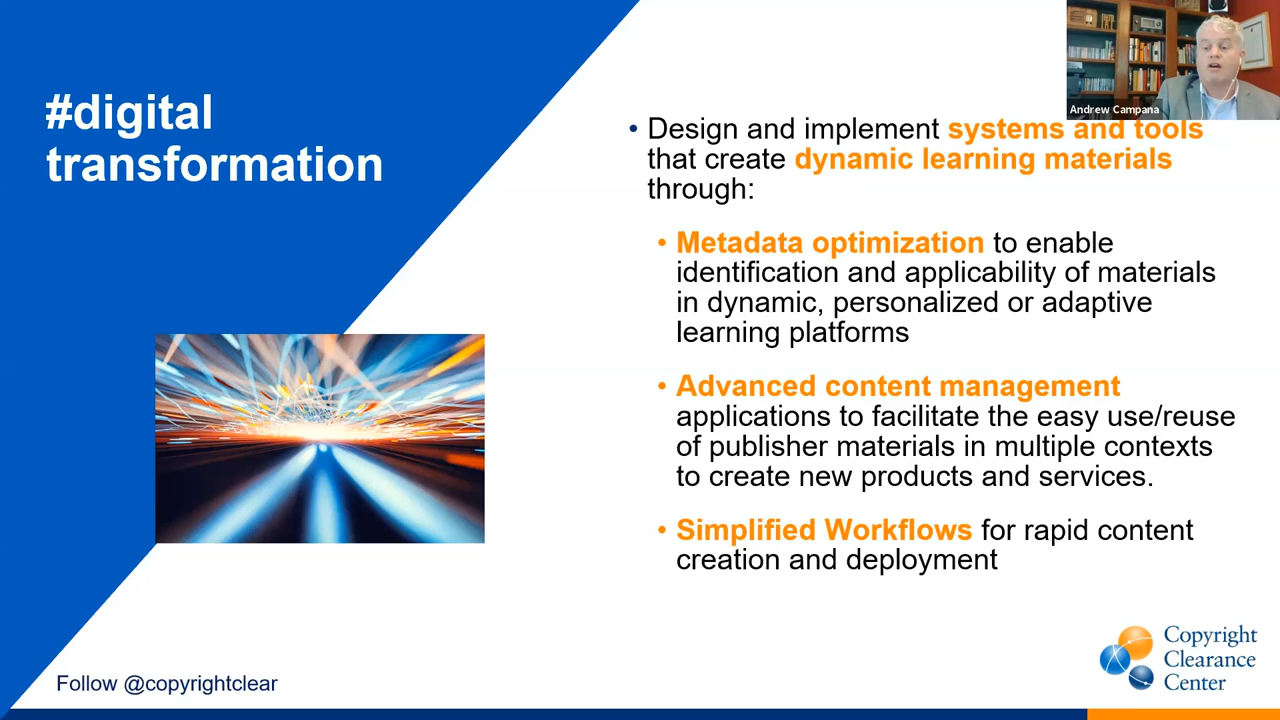 #digital
transformation
Andrew Campana
• Design and implement systems and tools
that create dynamic learning materials
through:
• Metadata optimization to enable
identification and applicability of materials
in dynamic, personalized or adaptive
learning platforms
• Advanced content management
applications to facilitate the easy use/reuse
of publisher materials in multiple contexts
to create new products and services.
• Simplified Workflows for rapid content
creation and deployment
Copyright
Clearance
Center
Follow @copyrightclear